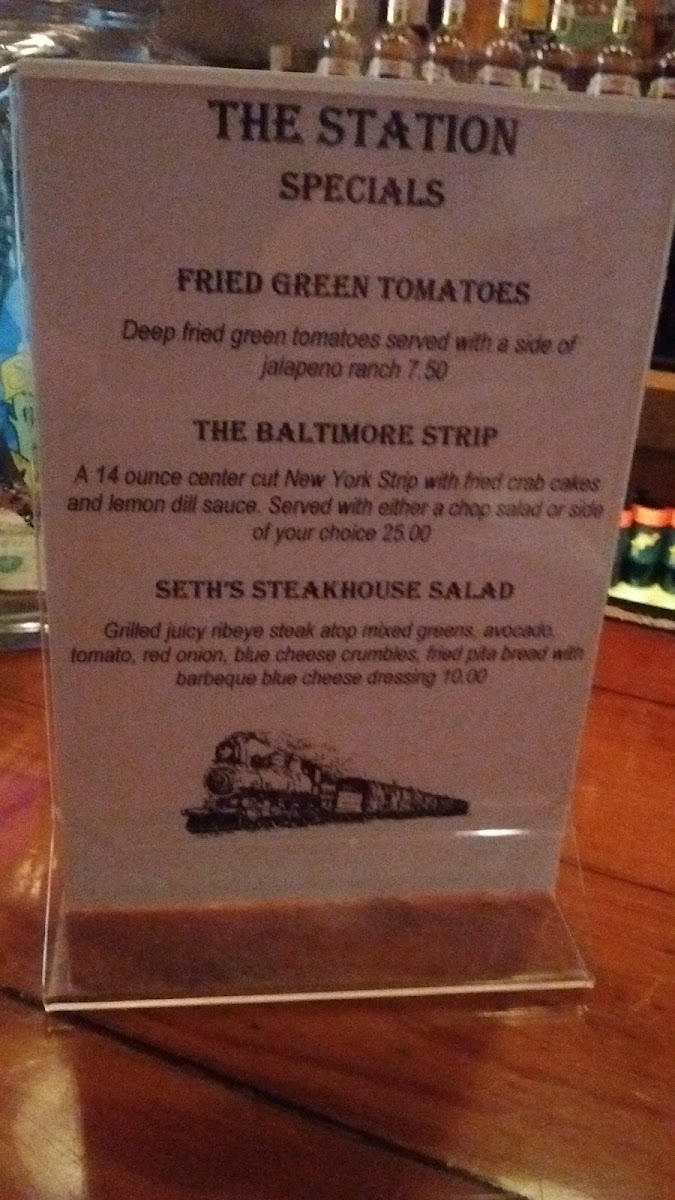 THE STATION
SPECIALS
FRIED GREEN TOMATOES
Deep fried green tomatoes served with a side of
jalapeno ranch 7.50
THE BALTIMORE STRIP
A 14 ounce center cut New York Strip with fried crab cakes
and lemon dill sauce. Served with either a chop salad or side
of your choice 25.00
SETH'S STEAKHOUSE SALAD
Grilled juicy ribeye steak atop mixed greens, avocado,
tomato, red onion, blue cheese crumbles, fried pita bread with
barbeque blue cheese dressing 10.00